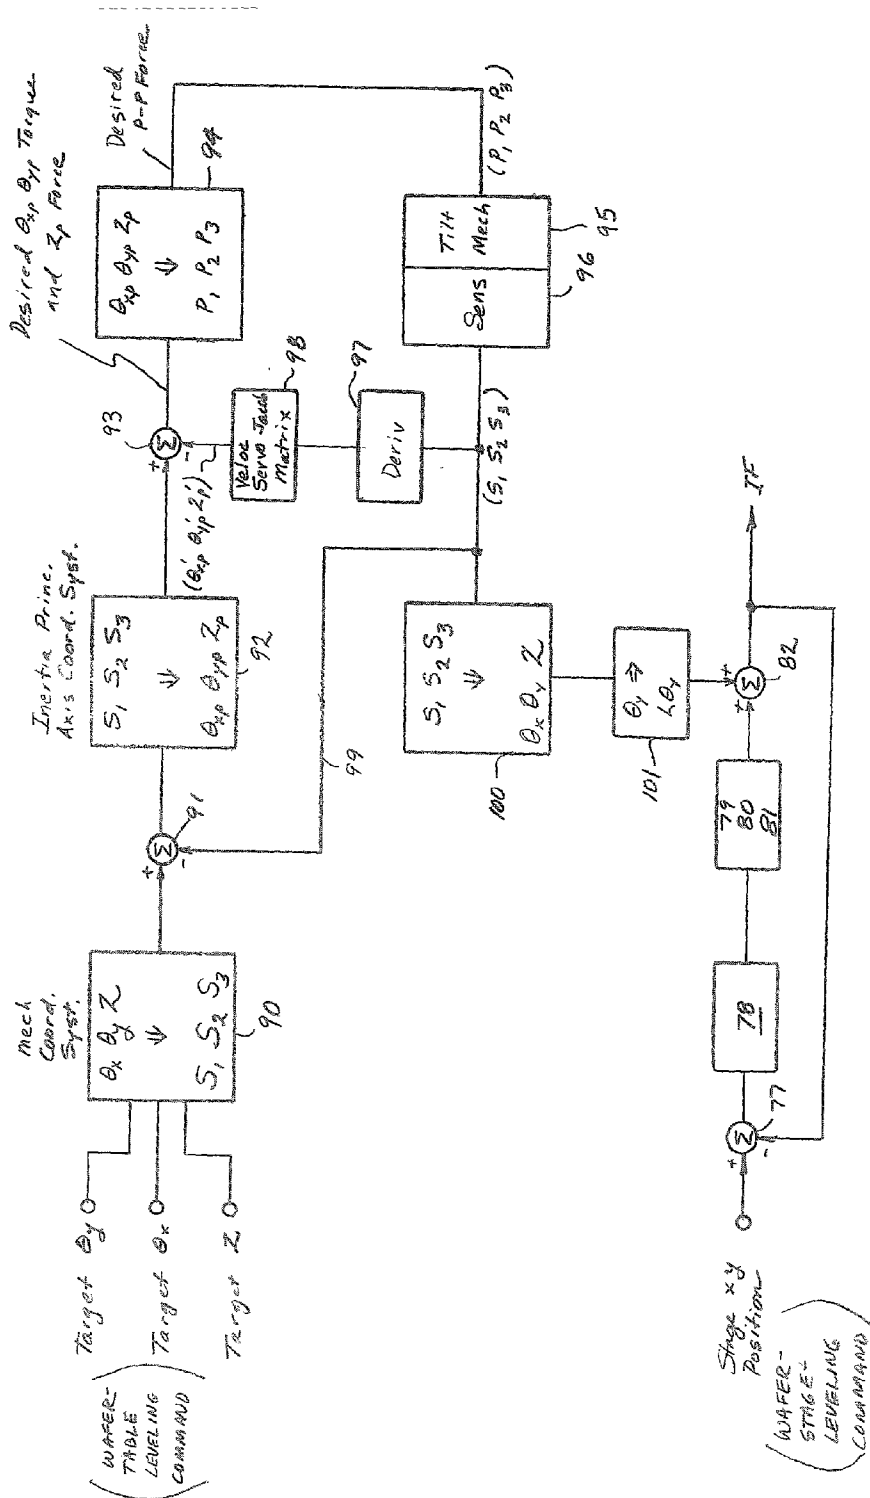 (WAFER-
TABLE
LEVELING
COMMAND)
Target θy
Target θx
Target Z
Mech
Coord.
Syst.
θx θy Z
⇓
S1 S2 S3
90
+
-
Σ
91
Inertia Princ.
Axis Coord. Syst.
S1 S2 S3
⇓
θxp θyp Zp
92
(θ'xp θ'yp Z'p)
+
-
Σ
93
Desired θxp θyp Torque
and Zp Force
θxp θyp Zp
⇓
P1 P2 P3
94
Desired
P-P Force
Veloc
Servo Jacob
Matrix
98
Deriv
97
(P1 P2 P3)
Sens
Tilt
Mech
96
95
(S1 S2 S3)
99
S1 S2 S3
⇓
θx θy Z
100
θy ⇒
Lθy
101
Stage xy
Position
(WAFER-
STAGE-
LEVELING
COMMAND)
+
-
Σ
77
78
79
80
81
+
+
Σ
82
IF